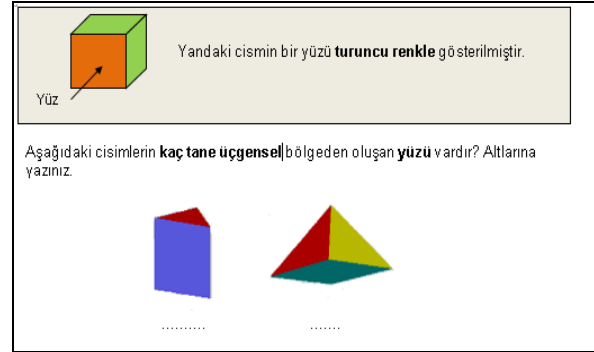 Yandaki cismin bir yüzü turuncu renkle gösterilmiştir.
Yüz
Aşağıdaki cisimlerin kaç tane üçgensel bölgeden oluşan yüzü vardır? Altlarına
yazınız.
.......... .......